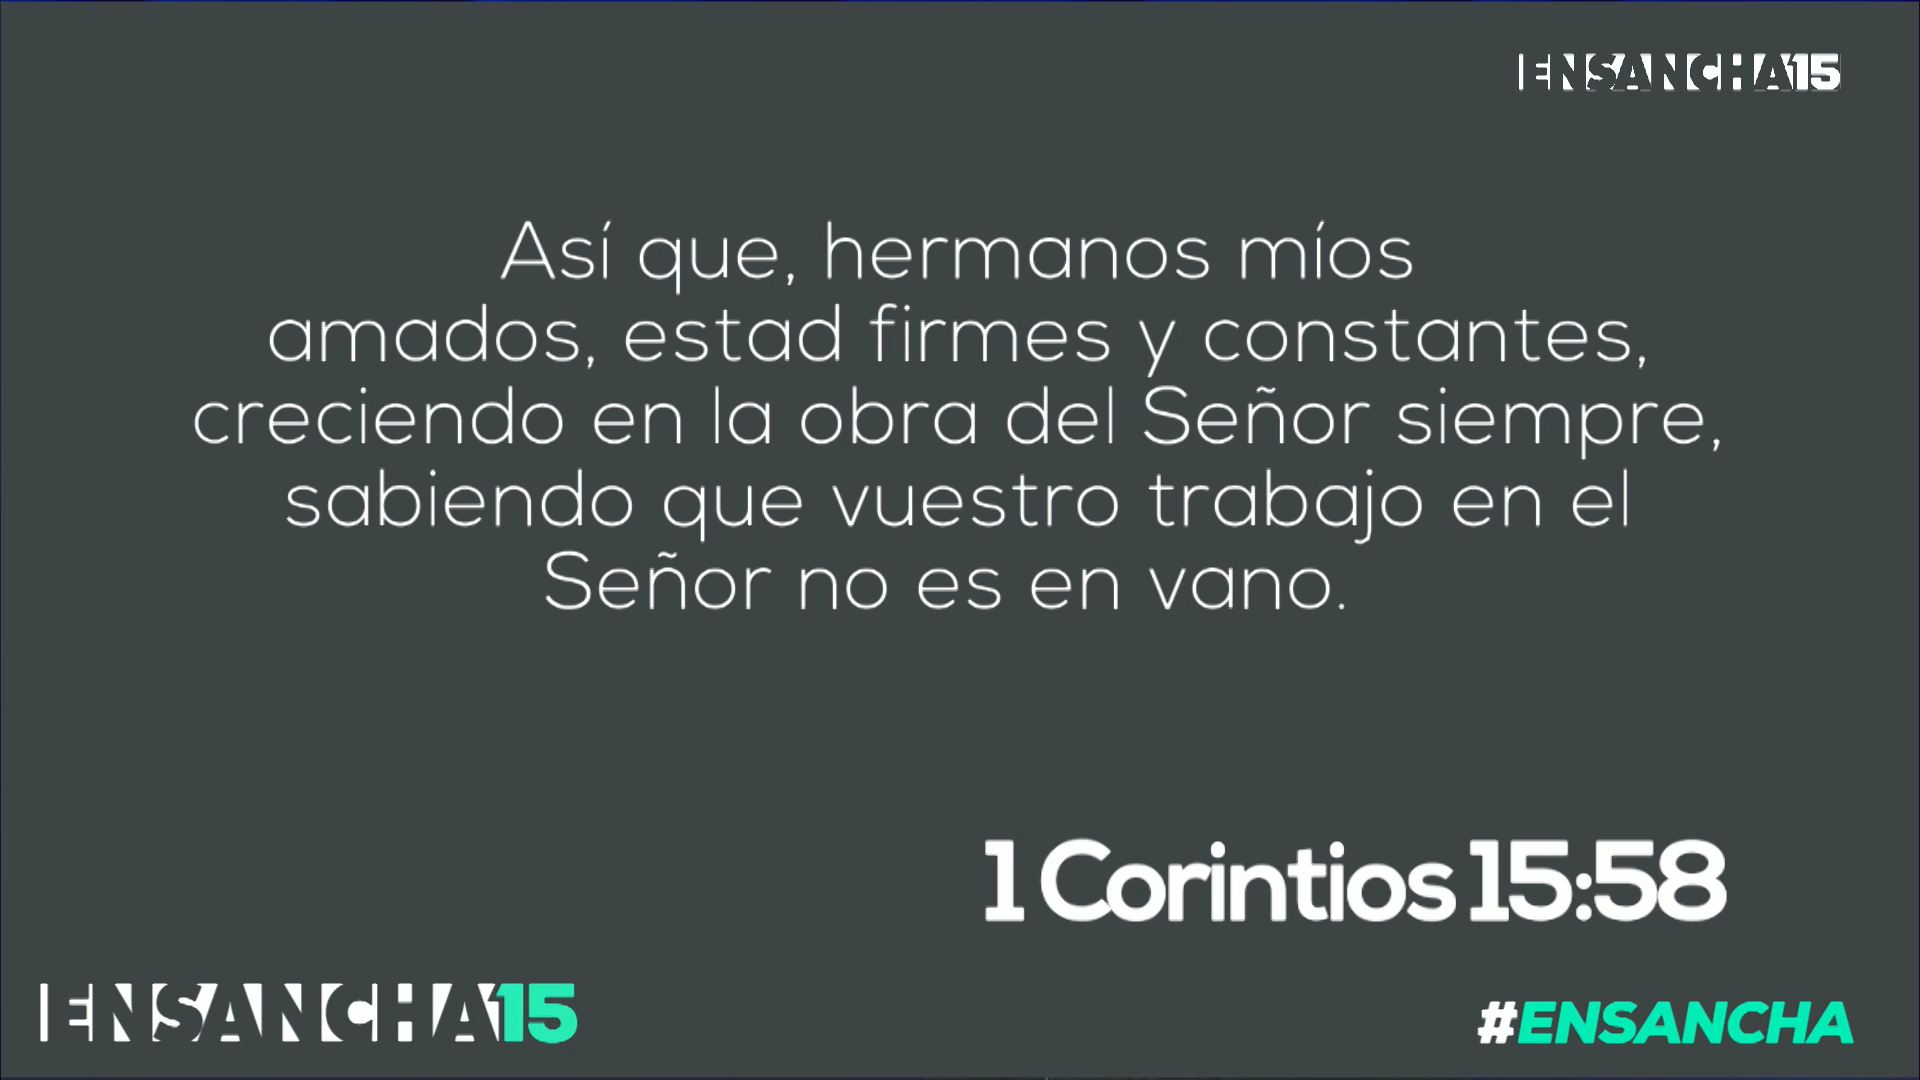 ENSANCHA15
Así que, hermanos míos
amados, estad firmes y constantes,
creciendo en la obra del Señor siempre,
sabiendo que vuestro trabajo en el
Señor no es en vano.
1 Corintios 15:58
ENSANCHA15
#ENSANCHA